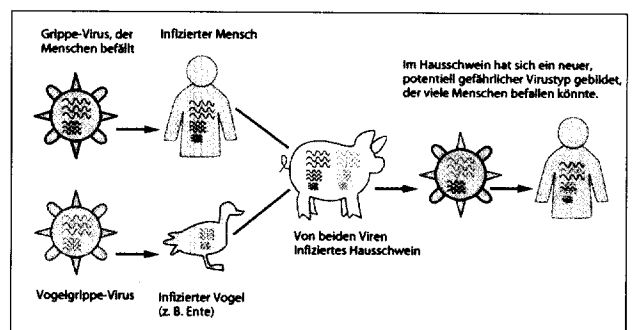 Grippe-Virus, der
Menschen befällt
Infizierter Mensch
Im Hausschwein hat sich ein neuer,
potentiell gefährlicher Virustyp gebildet,
der viele Menschen befallen könnte.
Von beiden Viren
Infiziertes Hausschwein
Vogelgrippe-Virus
Infizierter Vogel
(z. B. Ente)